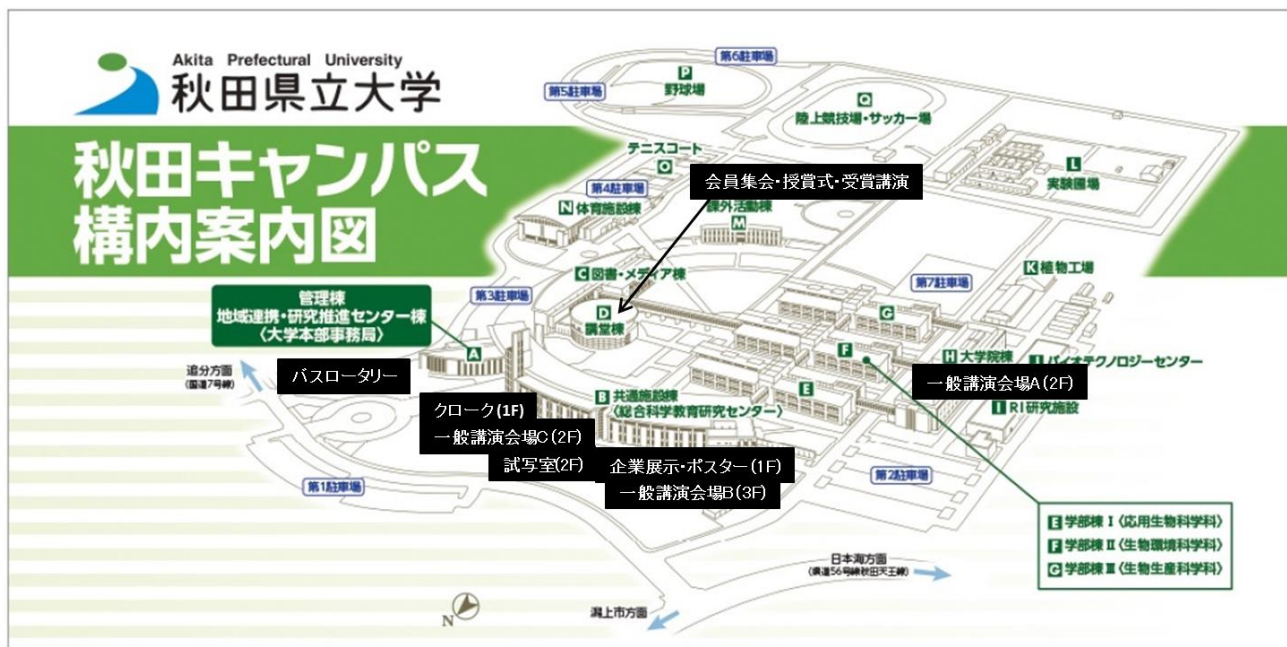 Akita Prefectural University
秋田県立大学
秋田キャンパス
構内案内図
第6駐車場
第5駐車場
P
野球場
Q
陸上競技場・サッカー場
L
実験圃場
テニスコート
O
第4駐車場
会員集会・授賞式・受賞講演
N 体育施設棟
課外活動棟
M
C 図書・メディア棟
K 植物工場
第7駐車場
第3駐車場
管理棟
地域連携・研究推進センター棟
〈大学本部事務局〉
D
講堂棟
G
A
F
H 大学院棟
J バイオテクノロジーセンター
追分方面
(国道7号線)
バスロータリー
一般講演会場A(2F)
E
B 共通施設棟
〈総合科学教育研究センター〉
I RI研究施設
クローク(1F)
一般講演会場C(2F)
試写室(2F)
企業展示・ポスター(1F)
一般講演会場B(3F)
第1駐車場
第2駐車場
E 学部棟Ⅰ〈応用生物科学科〉
F 学部棟Ⅱ〈生物環境科学科〉
G 学部棟Ⅲ〈生物生産科学科〉
日本海方面
(県道56号線秋田天王線)
N
潟上市方面